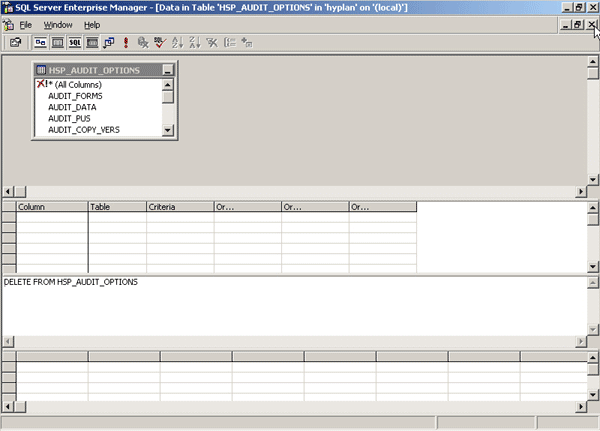 SQL Server Enterprise Manager - [Data in Table 'HSP_AUDIT_OPTIONS' in 'hyplan' on '(local)']
File Window Help
SQL SQL
HSP_AUDIT_OPTIONS
* (All Columns)
AUDIT_FORMS
AUDIT_DATA
AUDIT_PUS
AUDIT_COPY_VERS
Column Table Criteria Or... Or... Or...
DELETE FROM HSP_AUDIT_OPTIONS